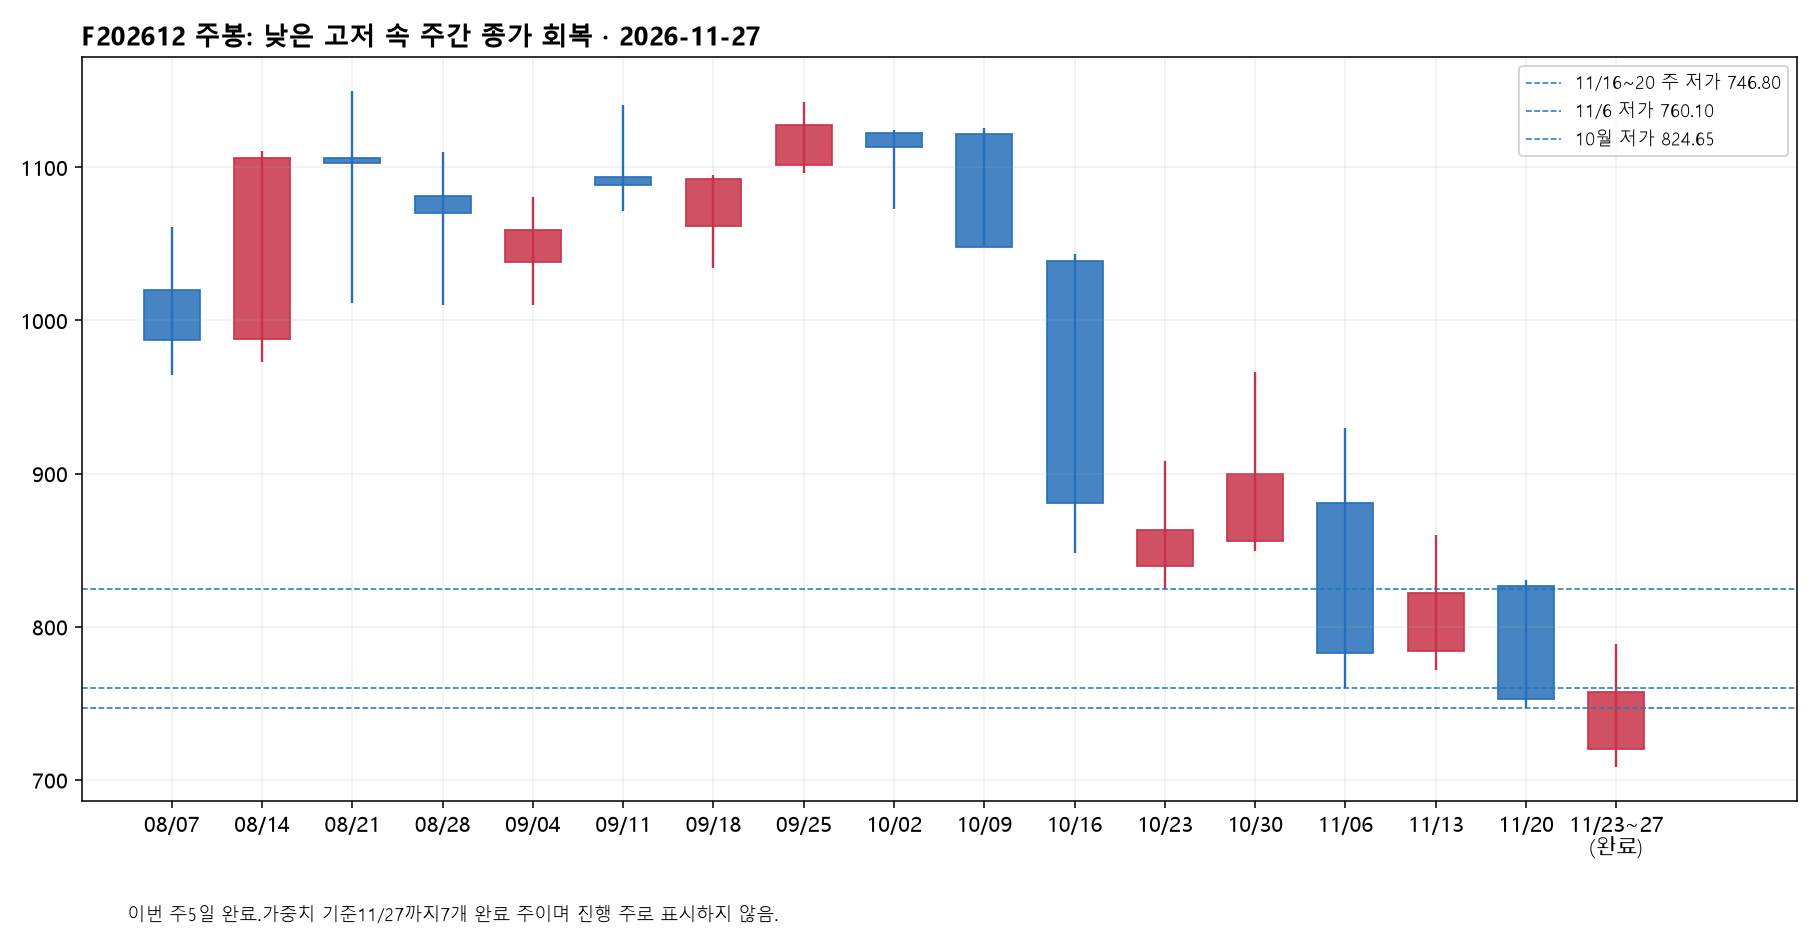 F202612 주봉: 낮은 고저 속 주간 종가 회복 · 2026-11-27
11/16~20 주 저가 746.80
11/6 저가 760.10
10월 저가 824.65
1100
1000
900
800
700
08/07 08/14 08/21 08/28 09/04 09/11 09/18 09/25 10/02 10/09 10/16 10/23 10/30 11/06 11/13 11/20 11/23~27
(완료)
이번 주5일 완료.가중치 기준11/27까지7개 완료 주이며 진행 주로 표시하지 않음.